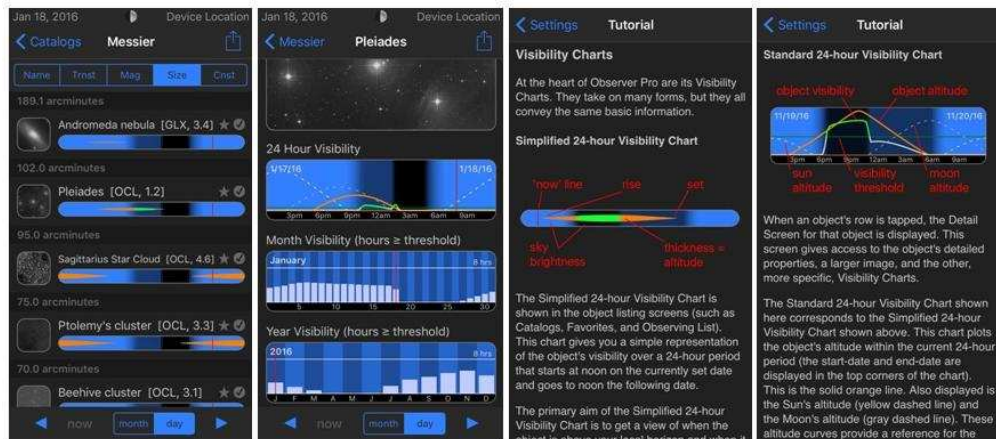 Jan 18, 2016 Device Location
Catalogs Messier
Name Trnst Mag Size Cnst
189.1 arcminutes
Andromeda nebula [GLX, 3.4]
102.0 arcminutes
Pleiades [OCL, 1.2]
95.0 arcminutes
Sagittarius Star Cloud [OCL, 4.6]
75.0 arcminutes
Ptolemy's cluster [OCL, 3.3]
70.0 arcminutes
Beehive cluster [OCL, 3.1]
now month day
Jan 18, 2016 Device Location
Messier Pleiades
24 Hour Visibility
1/17/16 1/18/16
3pm 6pm 9pm 12am 3am 6am 9am
Month Visibility (hours ≥ threshold)
January 8 hrs
5 10 15 20 25 30
Year Visibility (hours ≥ threshold)
2016 8 hrs
J F M A M J J A S O N D
now month day
Settings Tutorial
Visibility Charts
At the heart of Observer Pro are its Visibility
Charts. They take on many forms, but they all
convey the same basic information.
Simplified 24-hour Visibility Chart
'now' line rise set
sky
brightness
thickness =
altitude
The Simplified 24-hour Visibility Chart is
shown in the object listing screens (such as
Catalogs, Favorites, and Observing List).
This chart gives you a simple representation
of the object's visibility over a 24-hour period
that starts at noon on the currently set date
and goes to noon the following date.
The primary aim of the Simplified 24-hour
Visibility Chart is to get a view of when the
object is above your local horizon and when it
Settings Tutorial
Standard 24-hour Visibility Chart
object visibility object altitude
11/19/16 11/20/16
3pm 6pm 9pm 12am 3am 6am 9am
sun
altitude
visibility
threshold
moon
altitude
When an object's row is tapped, the Detail
Screen for that object is displayed. This
screen gives access to the object's detailed
properties, a larger image, and the other,
more specific, Visibility Charts.
The Standard 24-hour Visibility Chart shown
here corresponds to the Simplified 24-hour
Visibility Chart shown above. This chart plots
the object's altitude within the current 24-hour
period (the start-date and end-date are
displayed in the top corners of the chart).
This is the solid orange line. Also displayed is
the Sun's altitude (yellow dashed line) and
the Moon's altitude (gray dashed line). These
altitude curves provide a reference for the